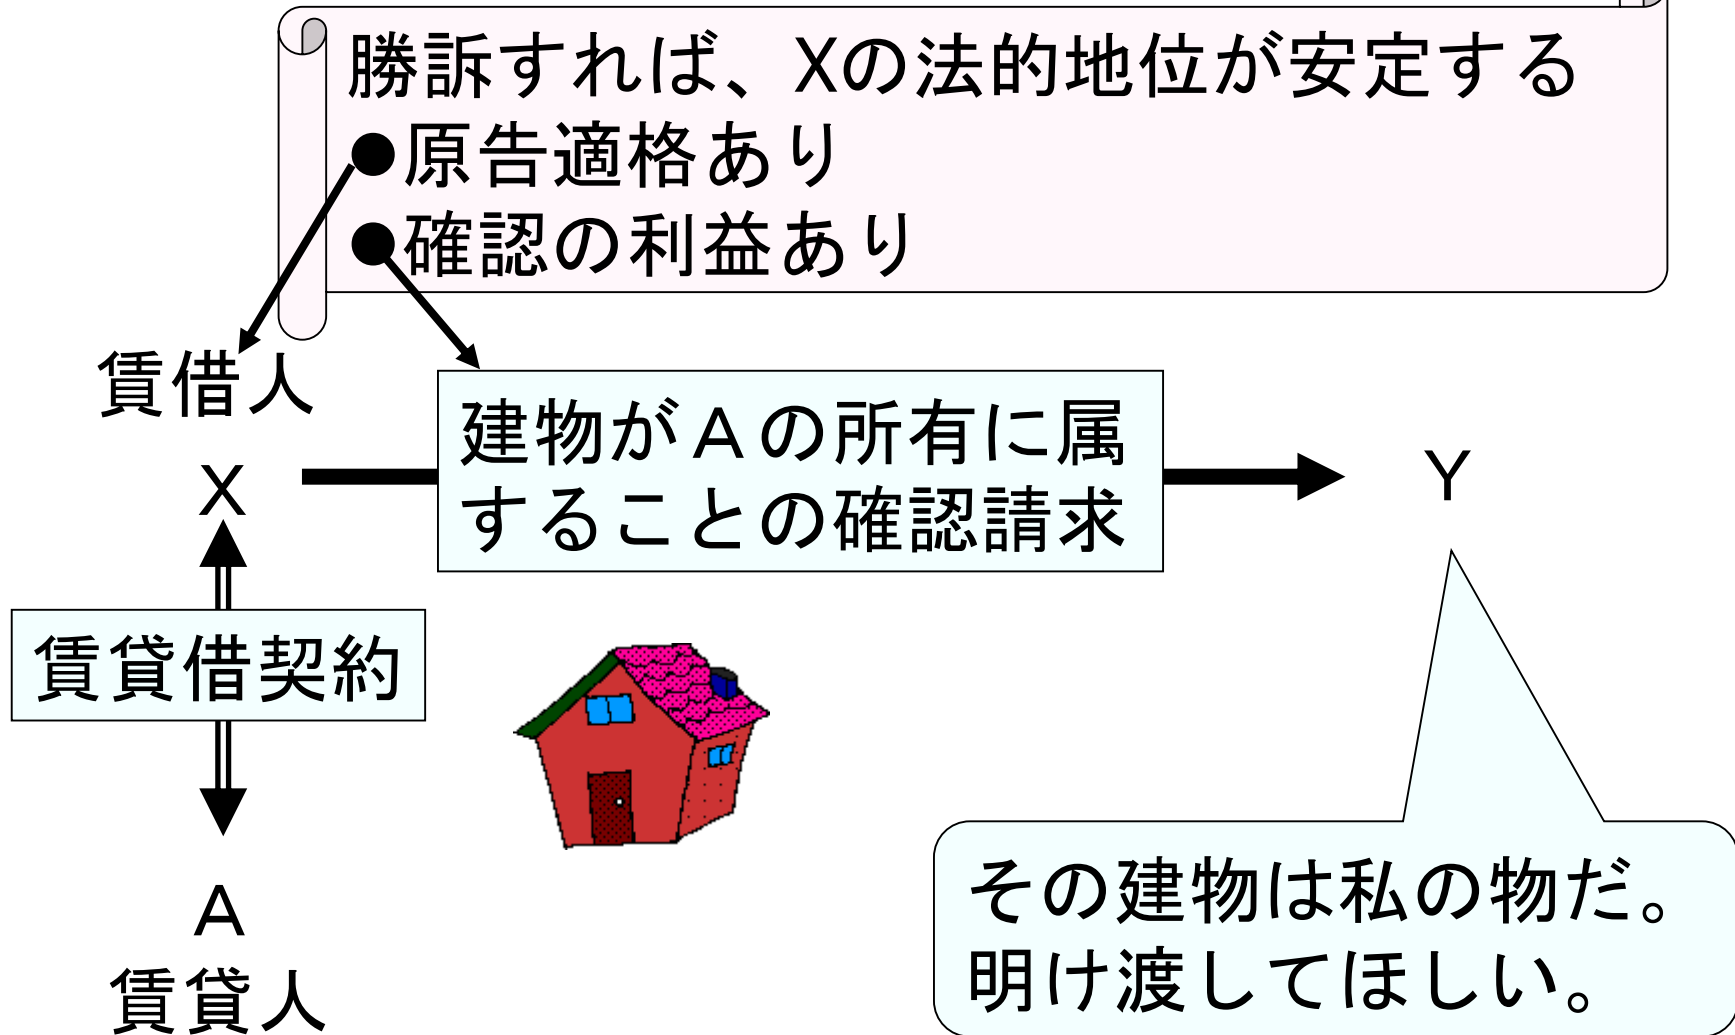 勝訴すれば、Xの法的地位が安定する
●原告適格あり
●確認の利益あり
賃借人
X
建物がＡの所有に属
することの確認請求
Y
賃貸借契約
A
賃貸人
その建物は私の物だ。
明け渡してほしい。